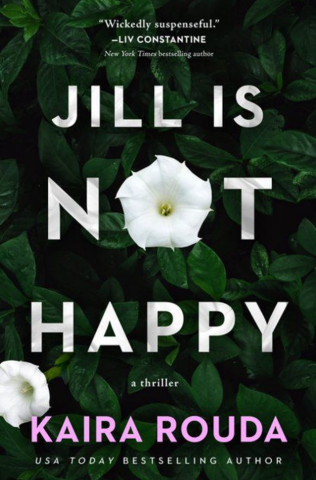 "Wickedly suspenseful."
—LIV CONSTANTINE
New York Times bestselling author
JILL IS
NOT
HAPPY
a thriller
KAIRA ROUDA
USA TODAY BESTSELLING AUTHOR